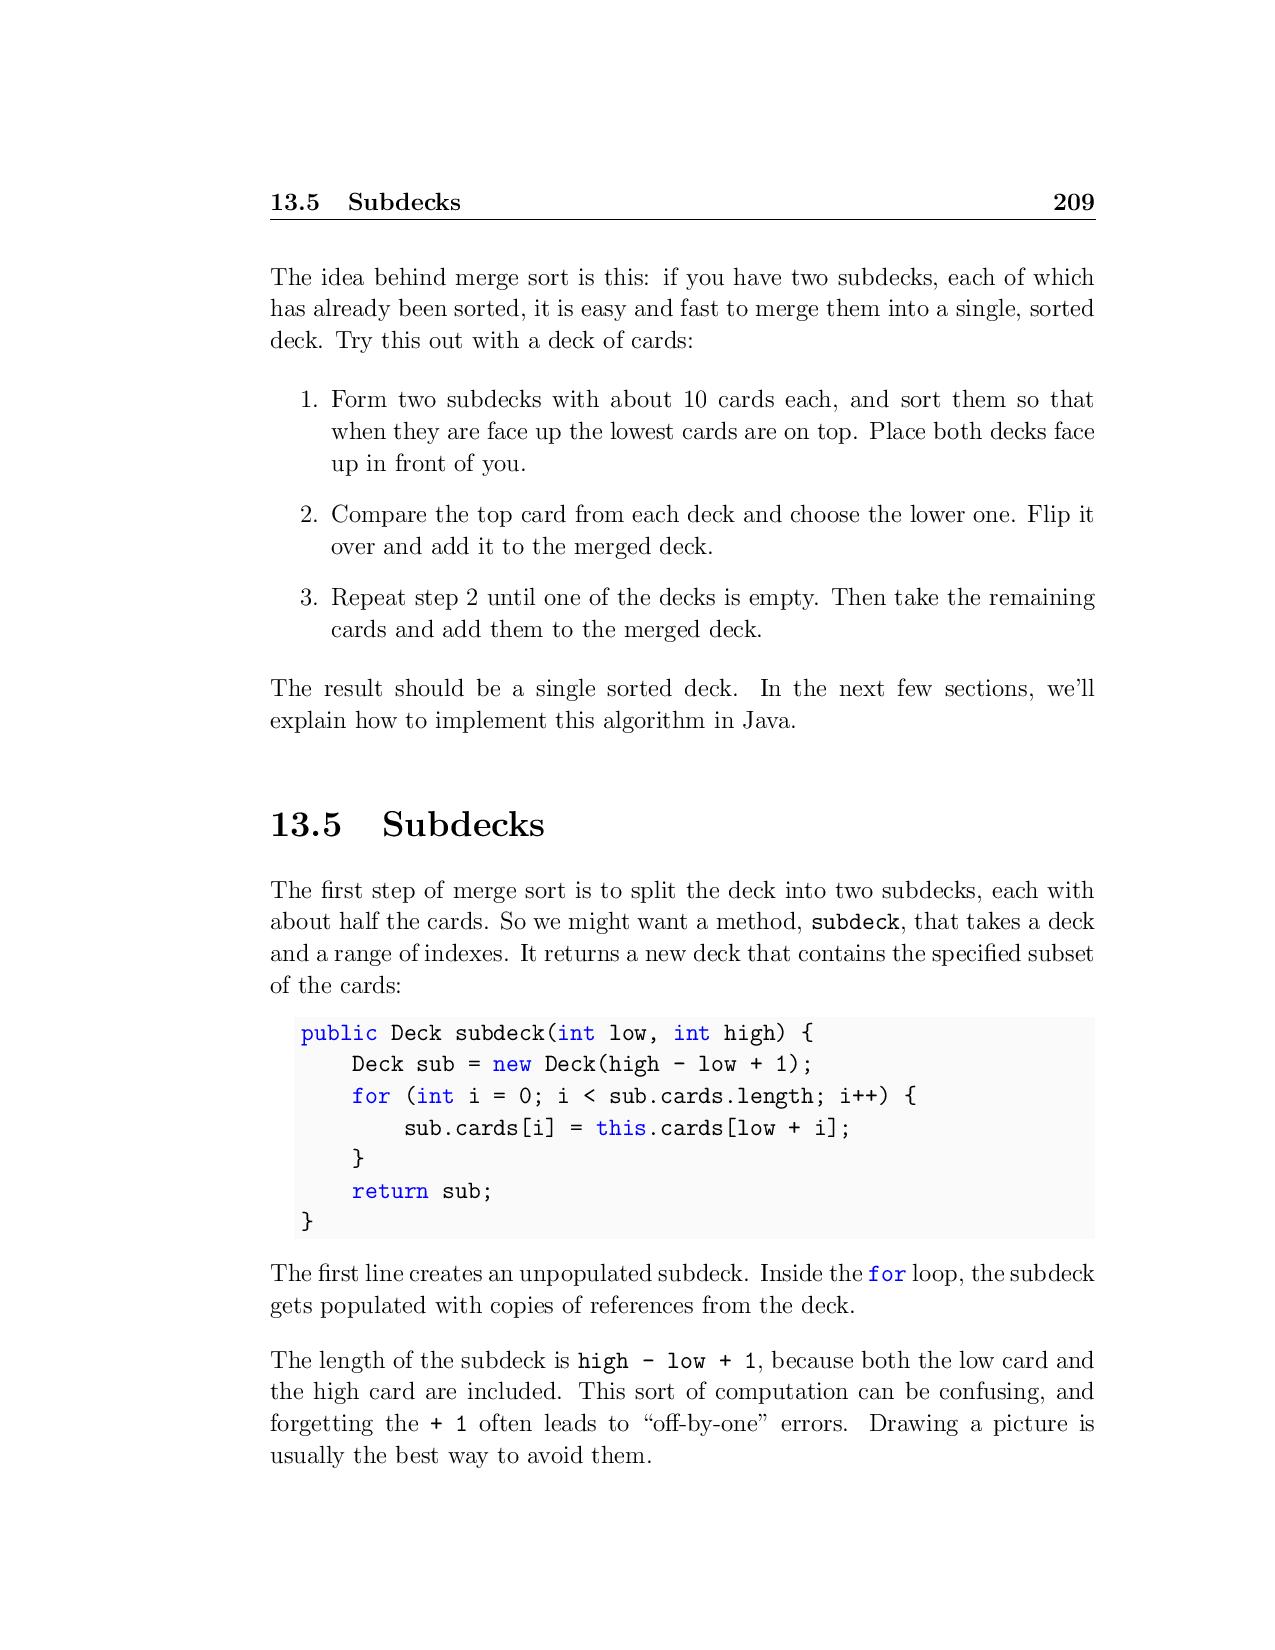 13.5 Subdecks 209
The idea behind merge sort is this: if you have two subdecks, each of which
has already been sorted, it is easy and fast to merge them into a single, sorted
deck. Try this out with a deck of cards:
1. Form two subdecks with about 10 cards each, and sort them so that
when they are face up the lowest cards are on top. Place both decks face
up in front of you.
2. Compare the top card from each deck and choose the lower one. Flip it
over and add it to the merged deck.
3. Repeat step 2 until one of the decks is empty. Then take the remaining
cards and add them to the merged deck.
The result should be a single sorted deck. In the next few sections, we'll
explain how to implement this algorithm in Java.
13.5 Subdecks
The first step of merge sort is to split the deck into two subdecks, each with
about half the cards. So we might want a method, subdeck, that takes a deck
and a range of indexes. It returns a new deck that contains the specified subset
of the cards:
public Deck subdeck(int low, int high) {
    Deck sub = new Deck(high - low + 1);
    for (int i = 0; i < sub.cards.length; i++) {
        sub.cards[i] = this.cards[low + i];
    }
    return sub;
}
The first line creates an unpopulated subdeck. Inside the for loop, the subdeck
gets populated with copies of references from the deck.
The length of the subdeck is high - low + 1, because both the low card and
the high card are included. This sort of computation can be confusing, and
forgetting the + 1 often leads to “off-by-one” errors. Drawing a picture is
usually the best way to avoid them.